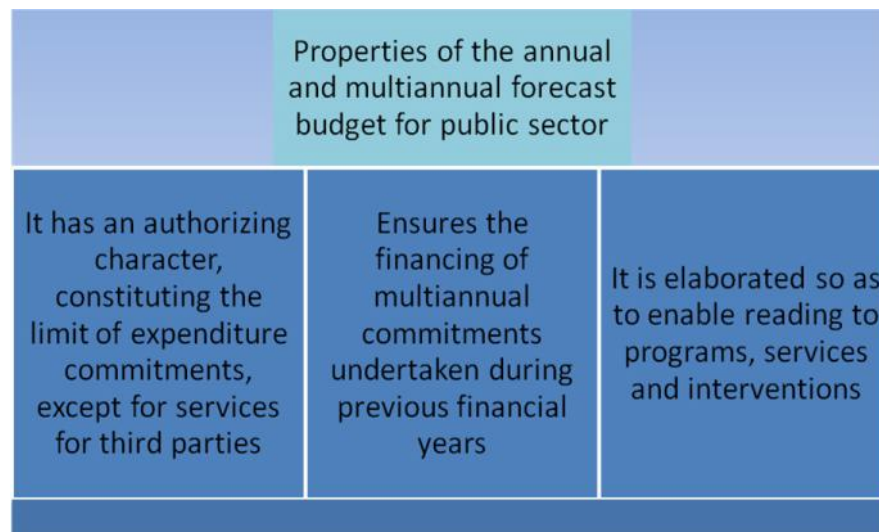 Properties of the annual
and multiannual forecast
budget for public sector
It has an authorizing
character,
constituting the
limit of expenditure
commitments,
except for services
for third parties
Ensures the
financing of
multiannual
commitments
undertaken during
previous financial
years
It is elaborated so as
to enable reading to
programs, services
and interventions